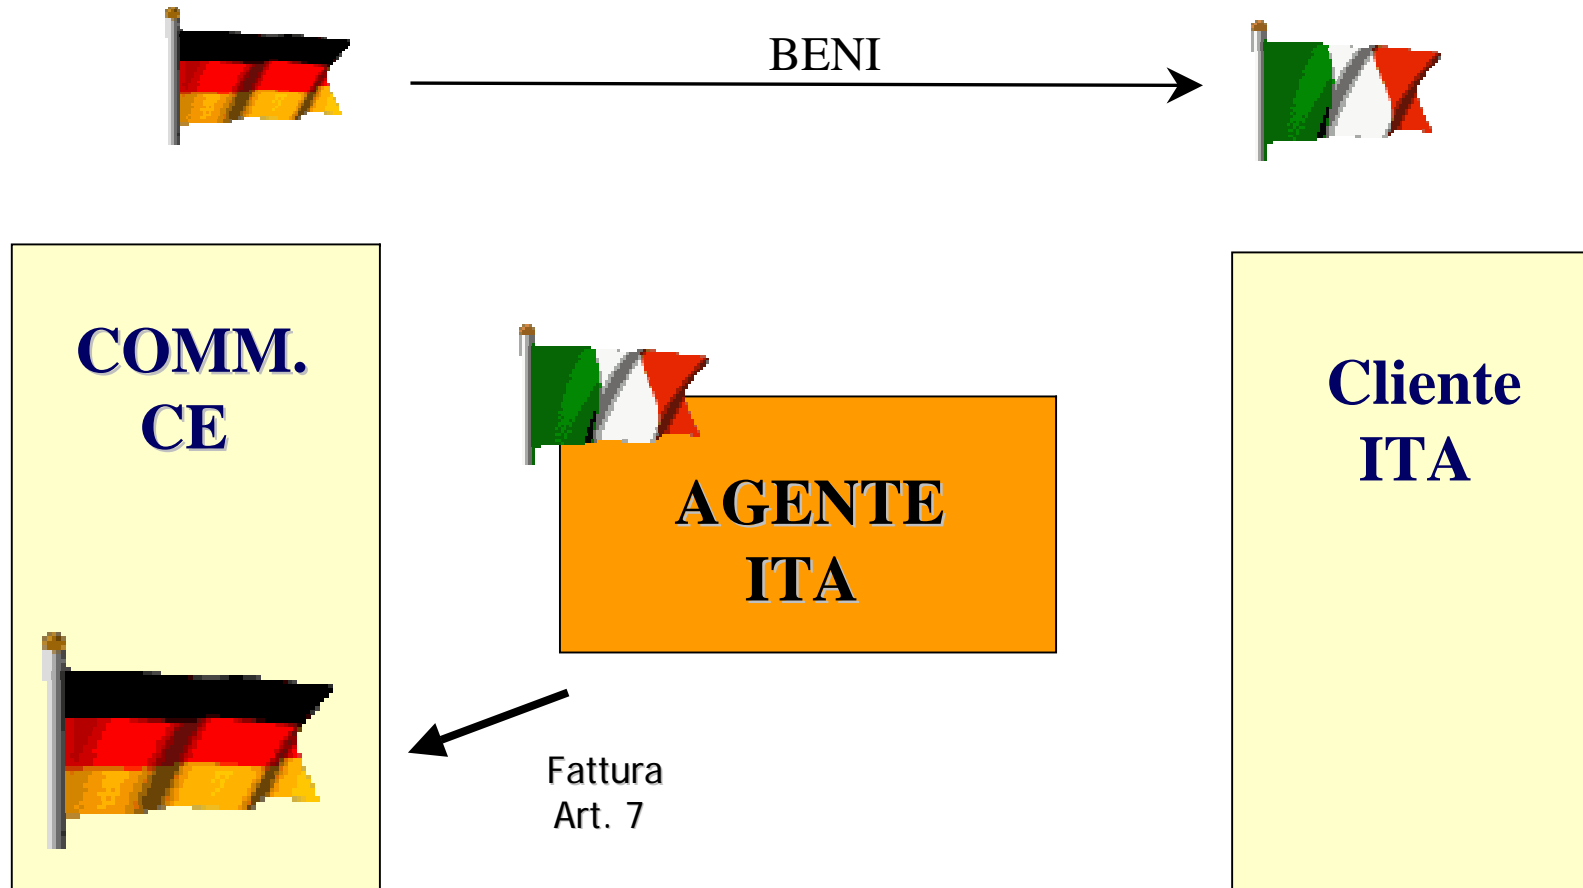 BENI
COMM.
CE
AGENTE
ITA
Cliente
ITA
Fattura
Art. 7